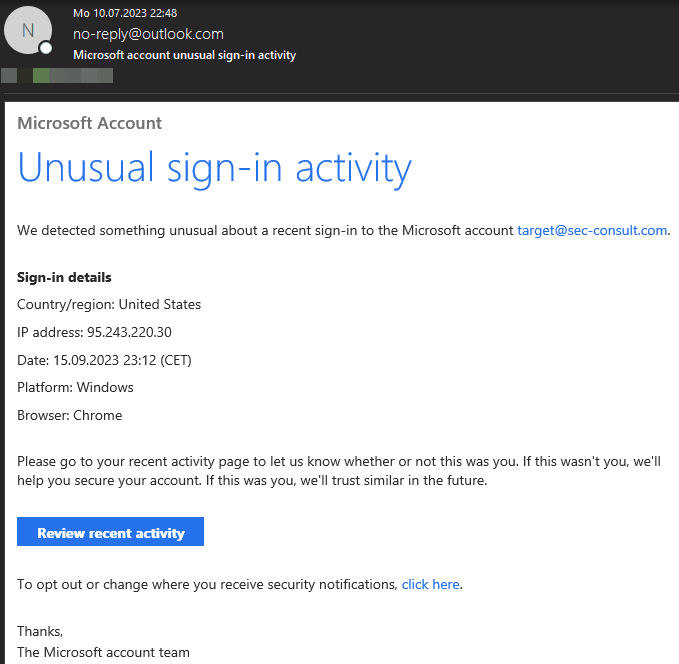 N
Mo 10.07.2023 22:48
no-reply@outlook.com
Microsoft account unusual sign-in activity
Microsoft Account
Unusual sign-in activity
We detected something unusual about a recent sign-in to the Microsoft account target@sec-consult.com.
Sign-in details
Country/region: United States
IP address: 95.243.220.30
Date: 15.09.2023 23:12 (CET)
Platform: Windows
Browser: Chrome
Please go to your recent activity page to let us know whether or not this was you. If this wasn't you, we'll
help you secure your account. If this was you, we'll trust similar in the future.
Review recent activity
To opt out or change where you receive security notifications, click here.
Thanks,
The Microsoft account team